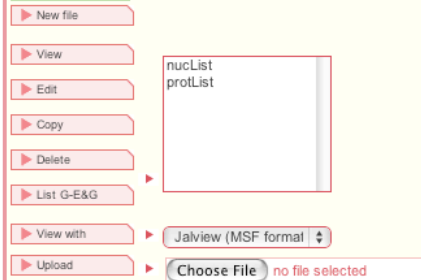 New file
View
nucList
protList
Edit
Copy
Delete
List G-E&G
View with
Jalview (MSF format
Upload
Choose File no file selected